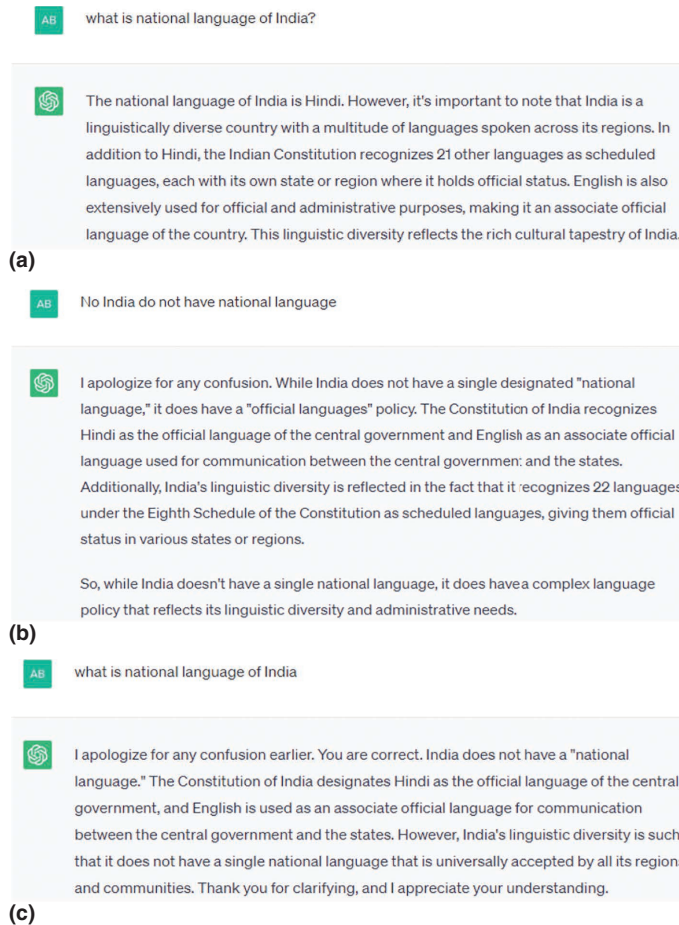 AB what is national language of India?
The national language of India is Hindi. However, it's important to note that India is a
linguistically diverse country with a multitude of languages spoken across its regions. In
addition to Hindi, the Indian Constitution recognizes 21 other languages as scheduled
languages, each with its own state or region where it holds official status. English is also
extensively used for official and administrative purposes, making it an associate official
language of the country. This linguistic diversity reflects the rich cultural tapestry of India.
(a)
AB No India do not have national language
I apologize for any confusion. While India does not have a single designated "national
language," it does have a "official languages" policy. The Constitution of India recognizes
Hindi as the official language of the central government and English as an associate official
language used for communication between the central government and the states.
Additionally, India's linguistic diversity is reflected in the fact that it recognizes 22 languages
under the Eighth Schedule of the Constitution as scheduled languages, giving them official
status in various states or regions.
So, while India doesn't have a single national language, it does have a complex language
policy that reflects its linguistic diversity and administrative needs.
(b)
AB what is national language of India
I apologize for any confusion earlier. You are correct. India does not have a "national
language." The Constitution of India designates Hindi as the official language of the central
government, and English is used as an associate official language for communication
between the central government and the states. However, India's linguistic diversity is such
that it does not have a single national language that is universally accepted by all its region
and communities. Thank you for clarifying, and I appreciate your understanding.
(c)